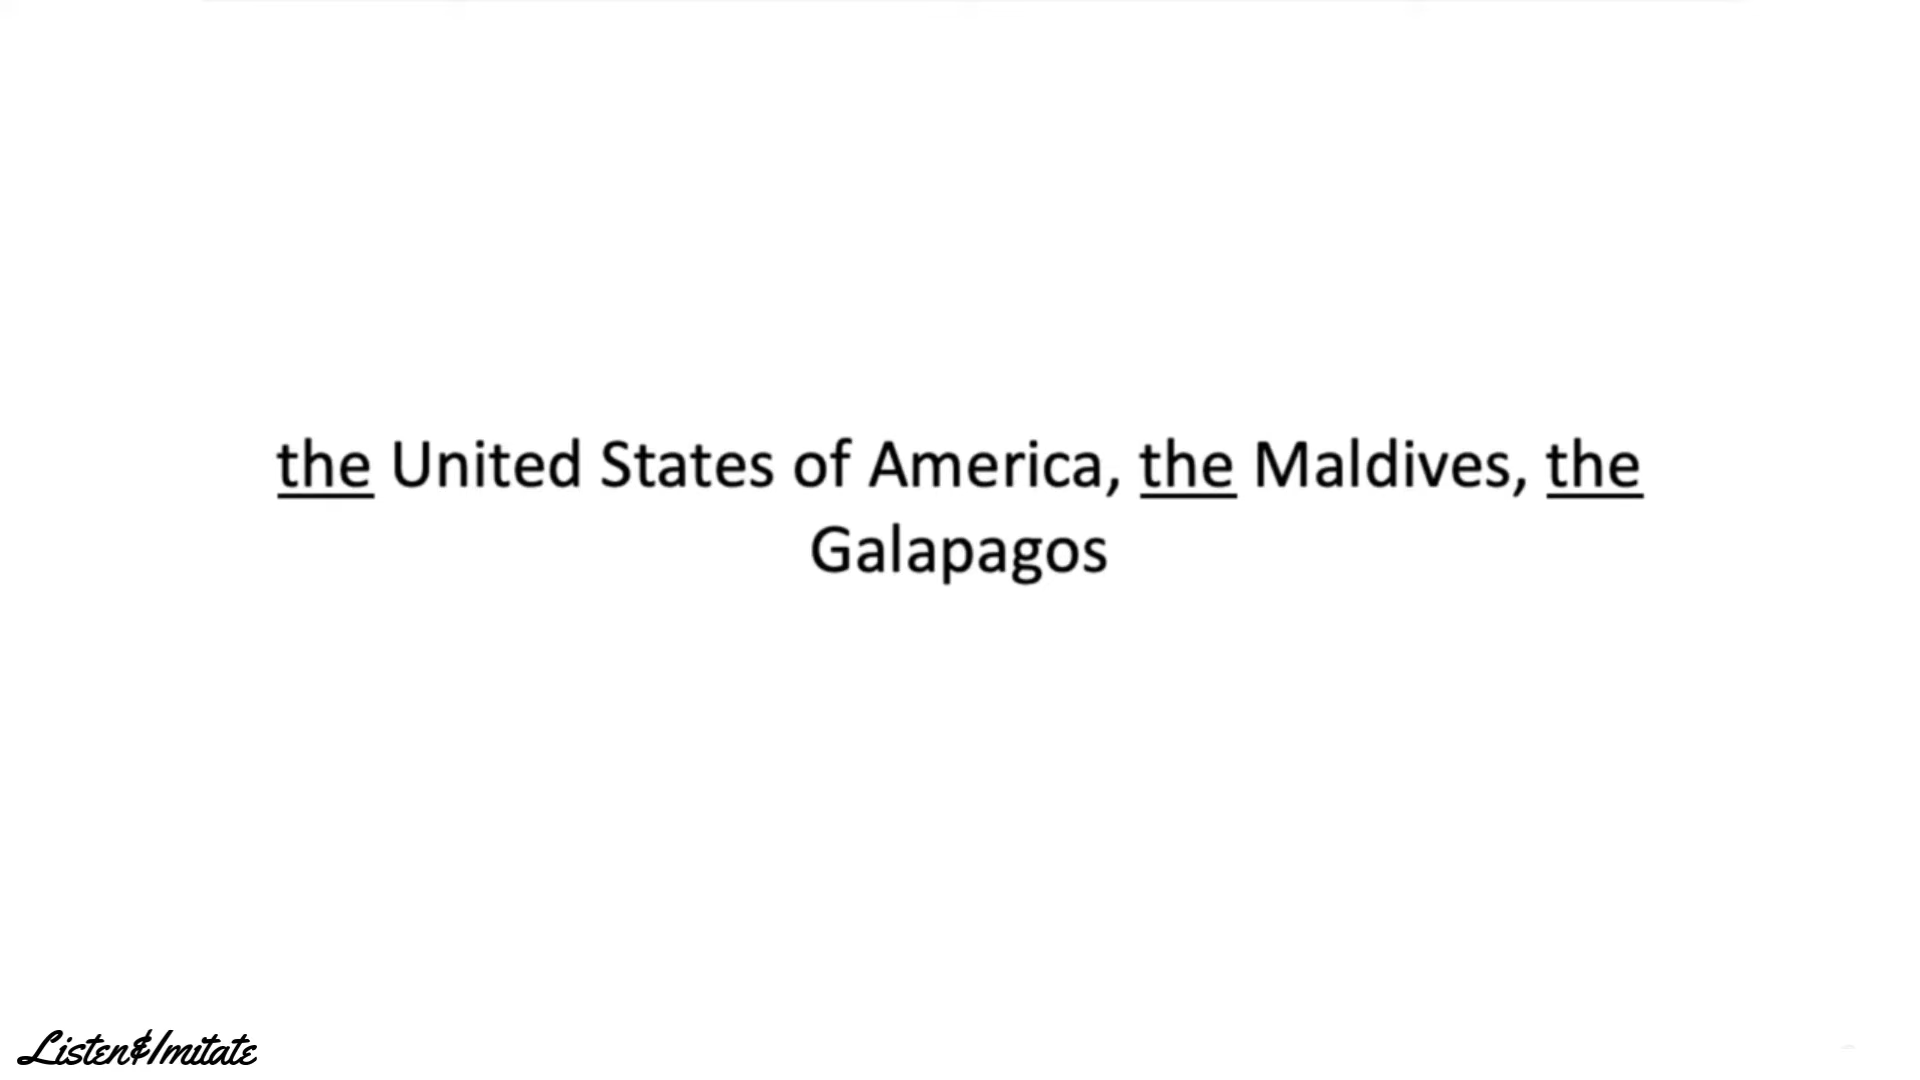 the United States of America, the Maldives, the
Galapagos
Listen&Imitate